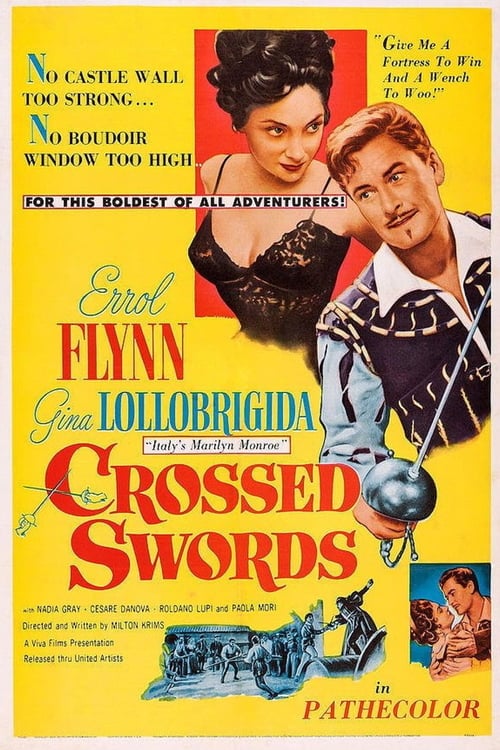 NO CASTLE WALL
TOO STRONG...
NO BOUDOIR
WINDOW TOO HIGH...
"GIVE ME A
FORTRESS TO WIN
AND A WENCH
TO WOO!"
FOR THIS BOLDEST OF ALL ADVENTURERS!
Errol
FLYNN
Gina LOLLOBRIGIDA
"Italy's Marilyn Monroe"
CROSSED
SWORDS
with NADIA GRAY · CESARE DANOVA · ROLDANO LUPI and PAOLA MORI
Directed and Written by MILTON KRIMS
A Viva Films Presentation
Released thru United Artists
in
PATHECOLOR